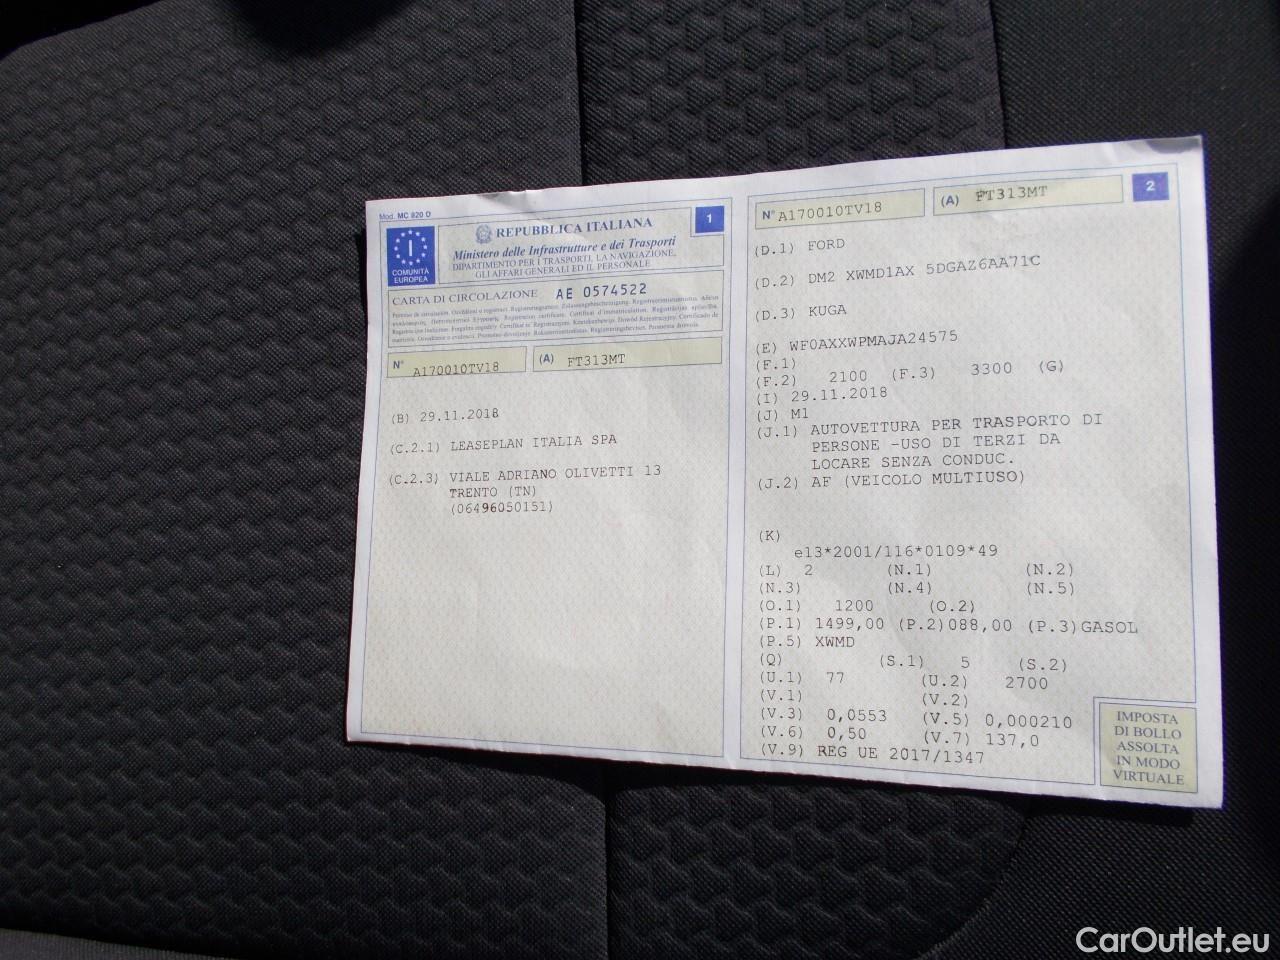 Mod. MC 820 D
I
COMUNITÀ
EUROPEA
REPUBBLICA ITALIANA
1
Ministero delle Infrastrutture e dei Trasporti
DIPARTIMENTO PER I TRASPORTI, LA NAVIGAZIONE,
GLI AFFARI GENERALI ED IL PERSONALE
CARTA DI CIRCOLAZIONE AE 0574522
N° A170010TV18 (A) FT313MT
(B) 29.11.2018
(C.2.1) LEASEPLAN ITALIA SPA
(C.2.3) VIALE ADRIANO OLIVETTI 13
TRENTO (TN)
(06496050151)
N° A170010TV18 (A) FT313MT 2
(D.1) FORD
(D.2) DM2 XWMD1AX 5DGAZ6AA71C
(D.3) KUGA
(E) WF0AXXWPMAJA24575
(F.1)
(F.2) 2100 (F.3) 3300 (G)
(I) 29.11.2018
(J) M1
(J.1) AUTOVETTURA PER TRASPORTO DI
PERSONE -USO DI TERZI DA
LOCARE SENZA CONDUC.
(J.2) AF (VEICOLO MULTIUSO)
(K)
e13*2001/116*0109*49
(L) 2 (N.1) (N.2)
(N.3) (N.4) (N.5)
(O.1) 1200 (O.2)
(P.1) 1499,00 (P.2)088,00 (P.3)GASOL
(P.5) XWMD
(Q) (S.1) 5 (S.2)
(U.1) 77 (U.2) 2700
(V.1) (V.2)
(V.3) 0,0553 (V.5) 0,000210
(V.6) 0,50 (V.7) 137,0
(V.9) REG UE 2017/1347
IMPOSTA
DI BOLLO
ASSOLTA
IN MODO
VIRTUALE
CarOutlet.eu